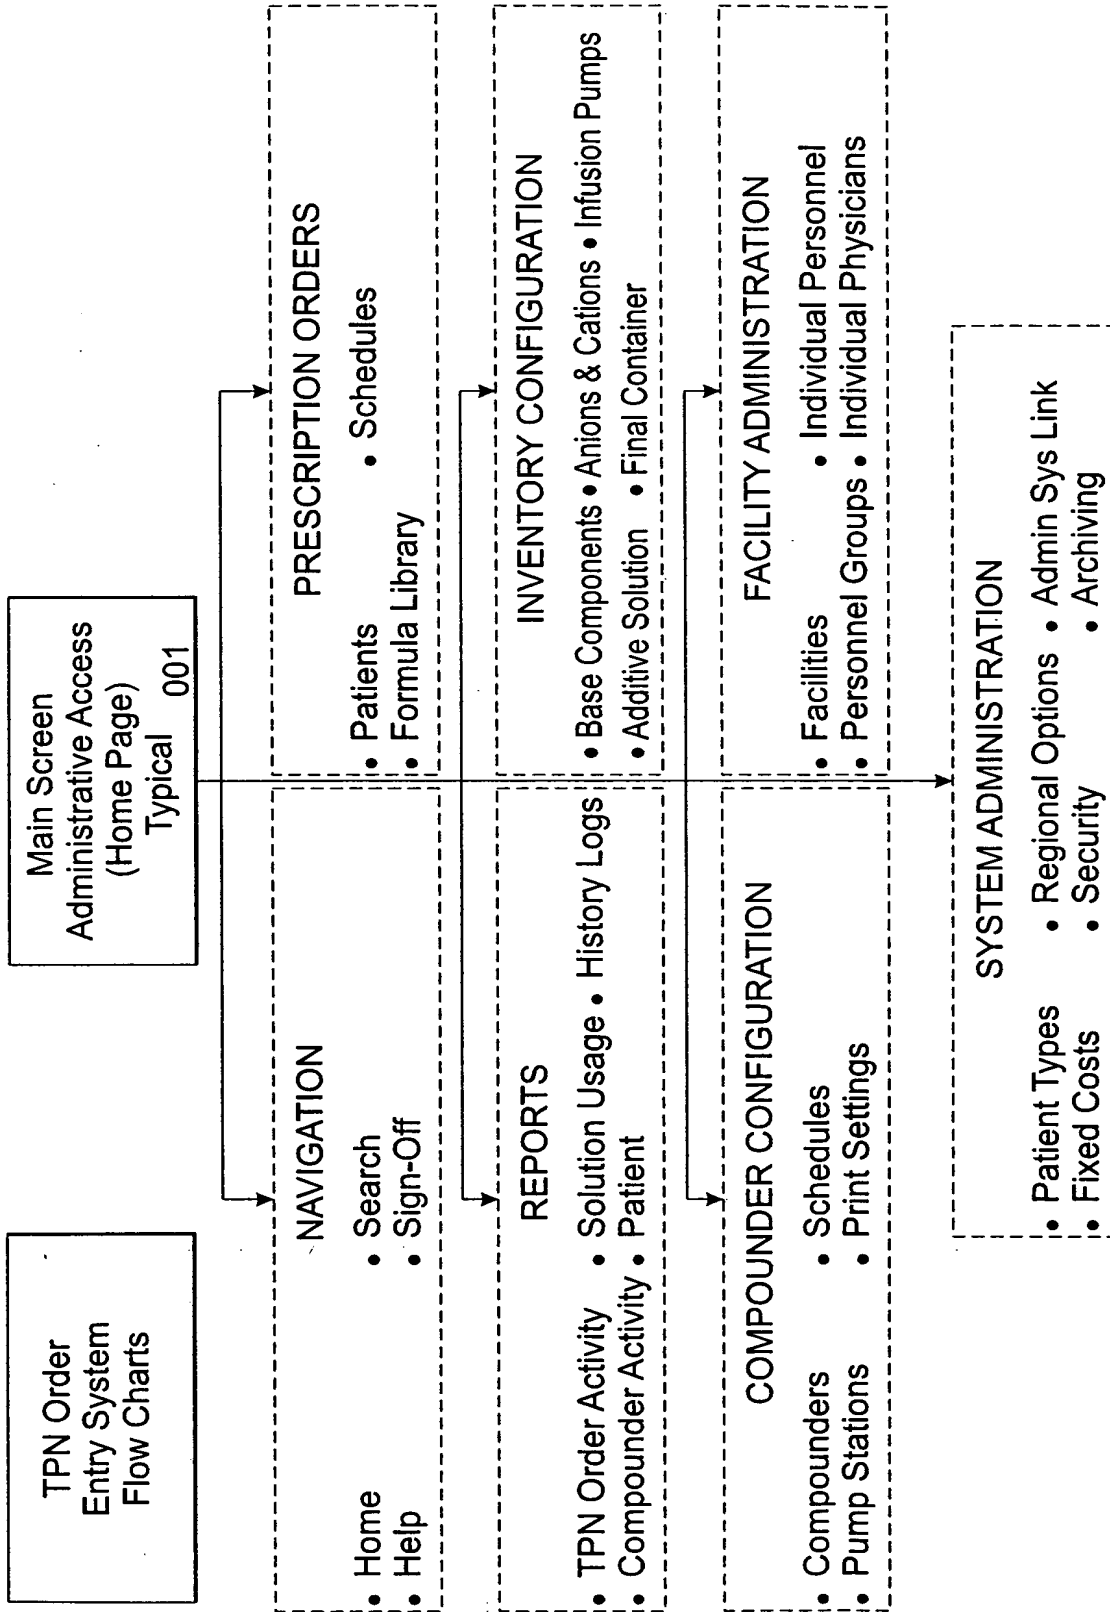 TPN Order
Entry System
Flow Charts
Main Screen
Administrative Access
(Home Page)
Typical
001
NAVIGATION
• Home • Search
• Help • Sign-Off
PRESCRIPTION ORDERS
• Patients • Schedules
• Formula Library
REPORTS
• TPN Order Activity • Solution Usage • History Logs
• Compounder Activity • Patient
INVENTORY CONFIGURATION
• Base Components • Anions & Cations • Infusion Pumps
• Additive Solution • Final Container
COMPOUNDER CONFIGURATION
• Compounders • Schedules
• Pump Stations • Print Settings
FACILITY ADMINISTRATION
• Facilities • Individual Personnel
• Personnel Groups • Individual Physicians
SYSTEM ADMINISTRATION
• Patient Types • Regional Options • Admin Sys Link
• Fixed Costs • Security • Archiving